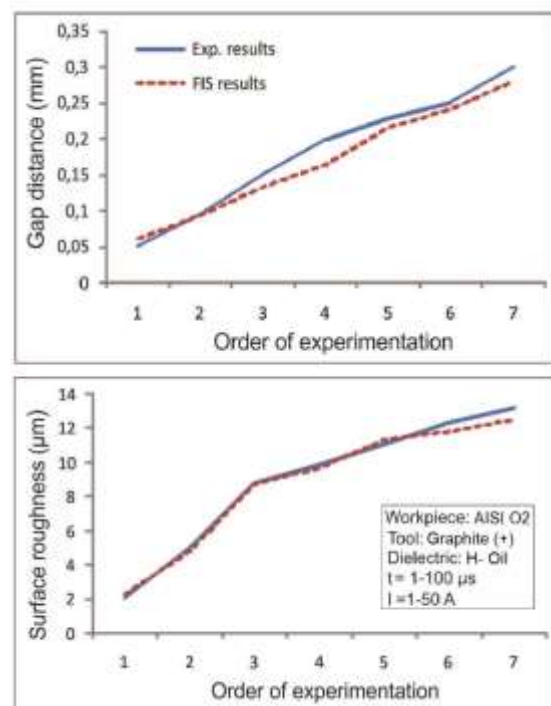 0,35
0,3
0,25
0,2
0,15
0,1
0,05
0
Gap distance (mm)
Exp. results
FIS results
1 2 3 4 5 6 7
Order of experimentation
14
12
10
8
6
4
2
0
Surface roughness (μm)
Workpiece: AISI O2
Tool: Graphite (+)
Dielectric: H- Oil
t = 1-100 μs
I =1-50 A
1 2 3 4 5 6 7
Order of experimentation